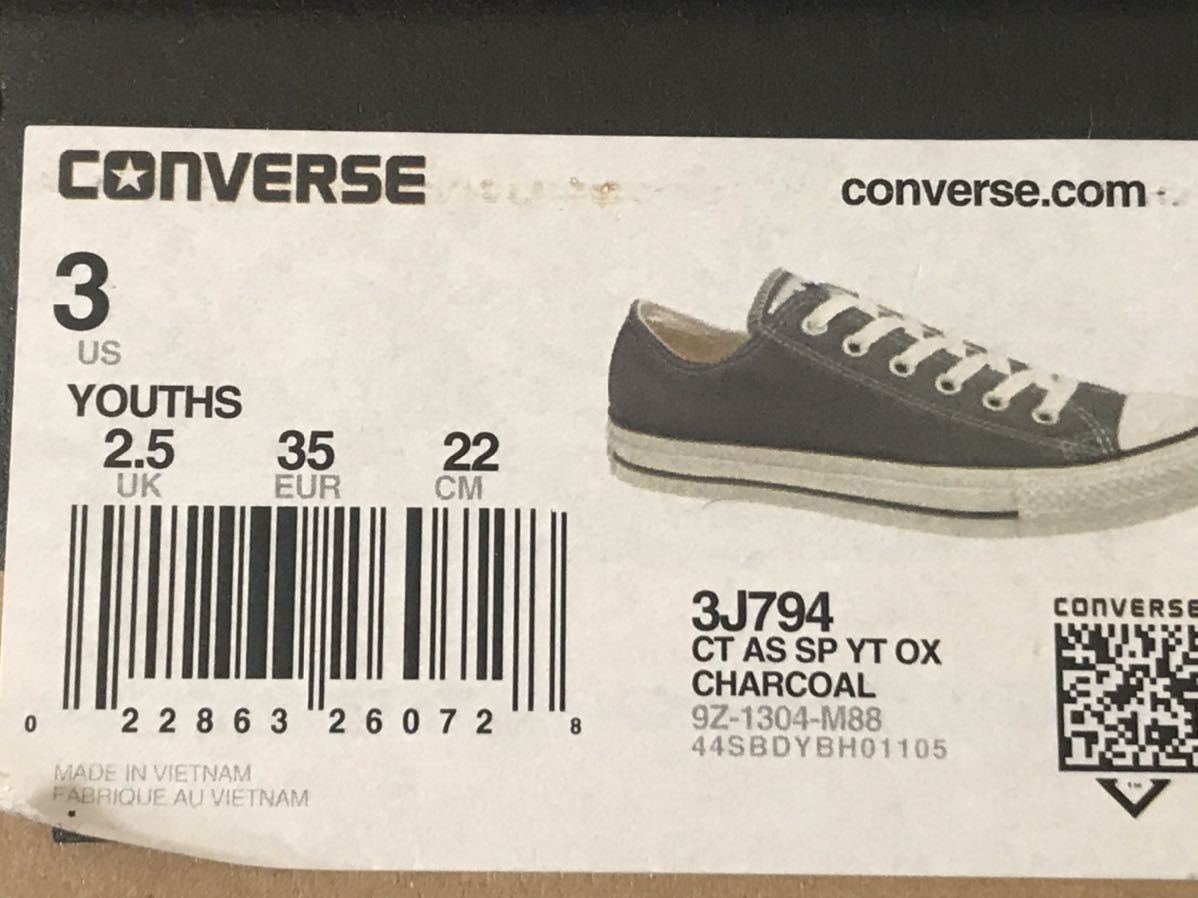 CONVERSE
converse.com
3
US
YOUTHS
2.5 35 22
UK EUR CM
0 22863 26072 8
MADE IN VIETNAM
FABRIQUE AU VIETNAM
3J794
CT AS SP YT OX
CHARCOAL
9Z-1304-M88
44SBDYBH01105
CONVERSE
TM